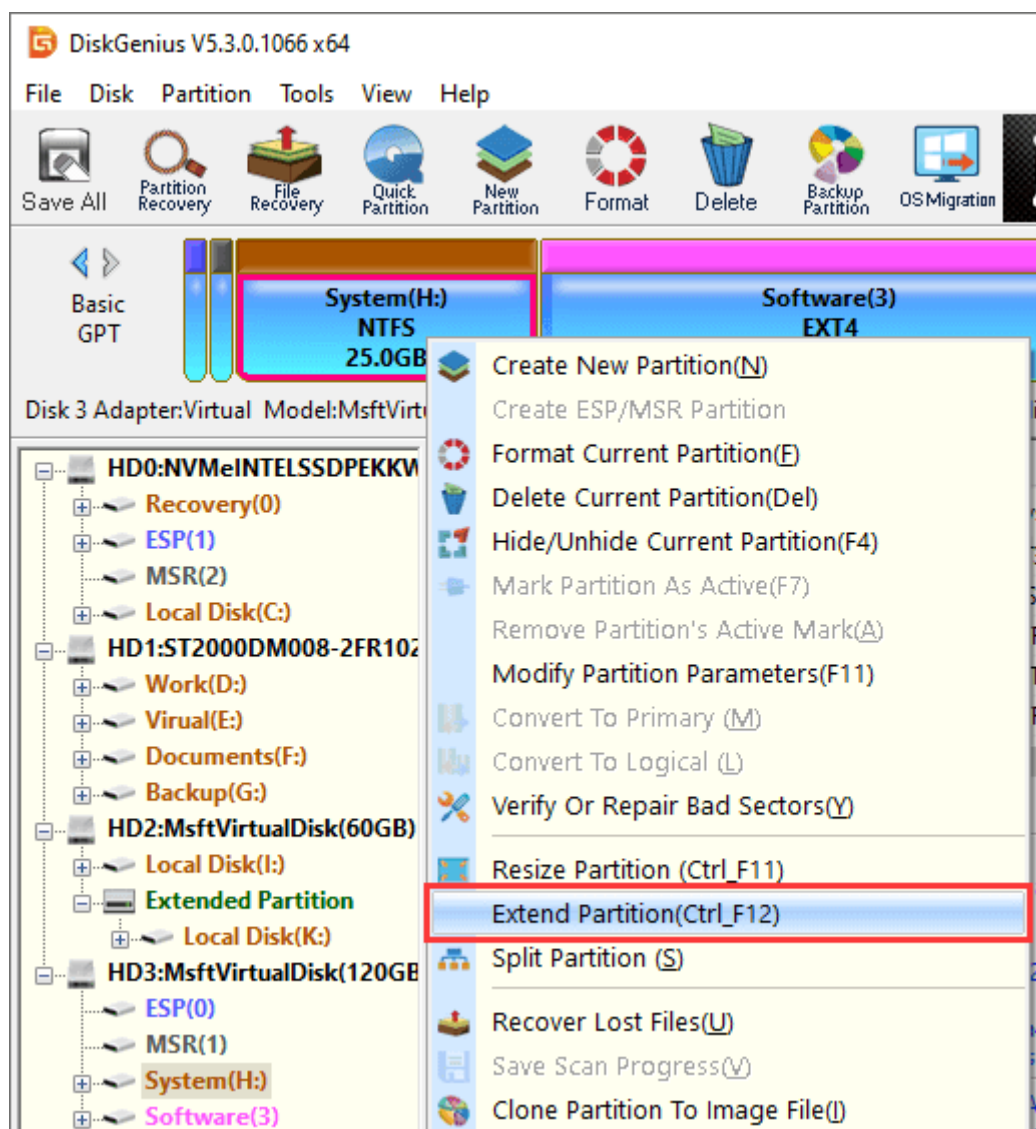 DiskGenius V5.3.0.1066 x64
File Disk Partition Tools View Help
Save All
Partition Recovery
File Recovery
Quick Partition
New Partition
Format
Delete
Backup Partition
OS Migration
Basic
GPT
System(H:)
NTFS
25.0GB
Software(3)
EXT4
Disk 3 Adapter:Virtual Model:MsftVirtu
HD0:NVMeINTELSSDPEKKW
Recovery(0)
ESP(1)
MSR(2)
Local Disk(C:)
HD1:ST2000DM008-2FR102
Work(D:)
Virual(E:)
Documents(F:)
Backup(G:)
HD2:MsftVirtualDisk(60GB)
Local Disk(I:)
Extended Partition
Local Disk(K:)
HD3:MsftVirtualDisk(120GB
ESP(0)
MSR(1)
System(H:)
Software(3)
Create New Partition(N)
Create ESP/MSR Partition
Format Current Partition(F)
Delete Current Partition(Del)
Hide/Unhide Current Partition(F4)
Mark Partition As Active(F7)
Remove Partition's Active Mark(A)
Modify Partition Parameters(F11)
Convert To Primary (M)
Convert To Logical (L)
Verify Or Repair Bad Sectors(Y)
Resize Partition (Ctrl_F11)
Extend Partition(Ctrl_F12)
Split Partition (S)
Recover Lost Files(U)
Save Scan Progress(V)
Clone Partition To Image File(I)